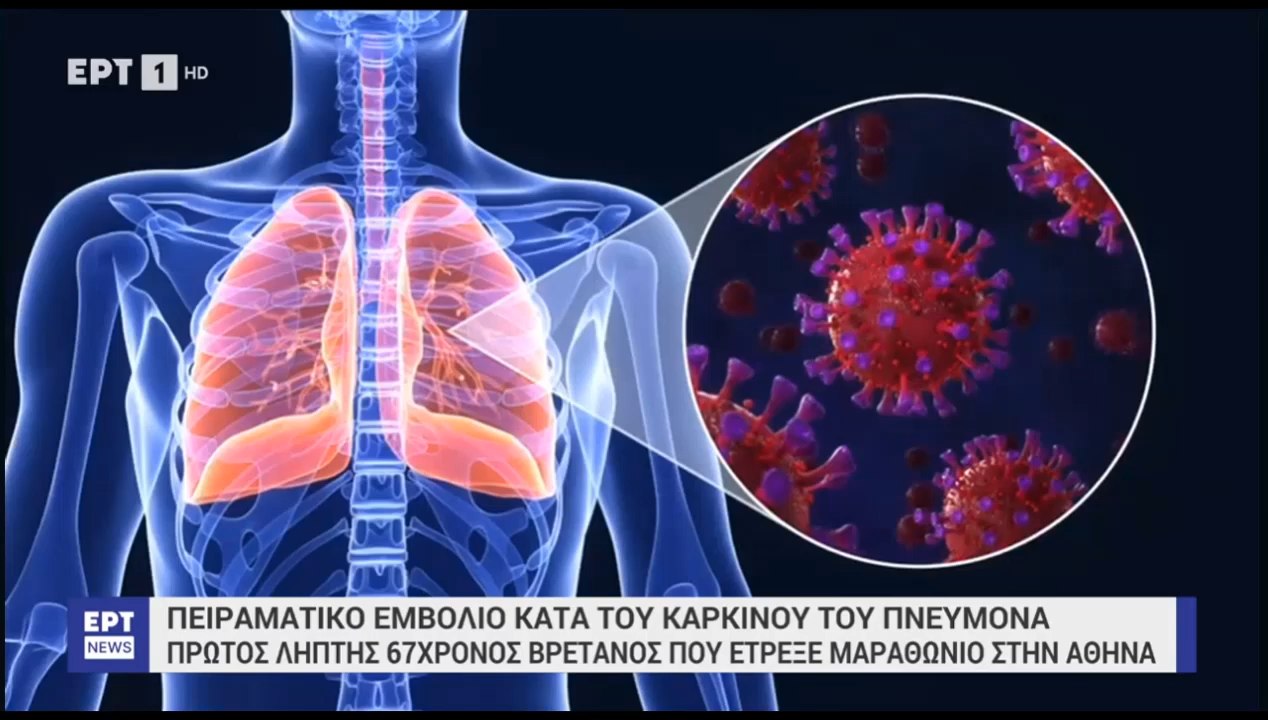 ΕΡΤ 1 HD
ΕΡΤ NEWS
ΠΕΙΡΑΜΑΤΙΚΟ ΕΜΒΟΛΙΟ ΚΑΤΑ ΤΟΥ ΚΑΡΚΙΝΟΥ ΤΟΥ ΠΝΕΥΜΟΝΑ
ΠΡΩΤΟΣ ΛΗΠΤΗΣ 67ΧΡΟΝΟΣ ΒΡΕΤΑΝΟΣ ΠΟΥ ΕΤΡΕΞΕ ΜΑΡΑΘΩΝΙΟ ΣΤΗΝ ΑΘΗΝΑ